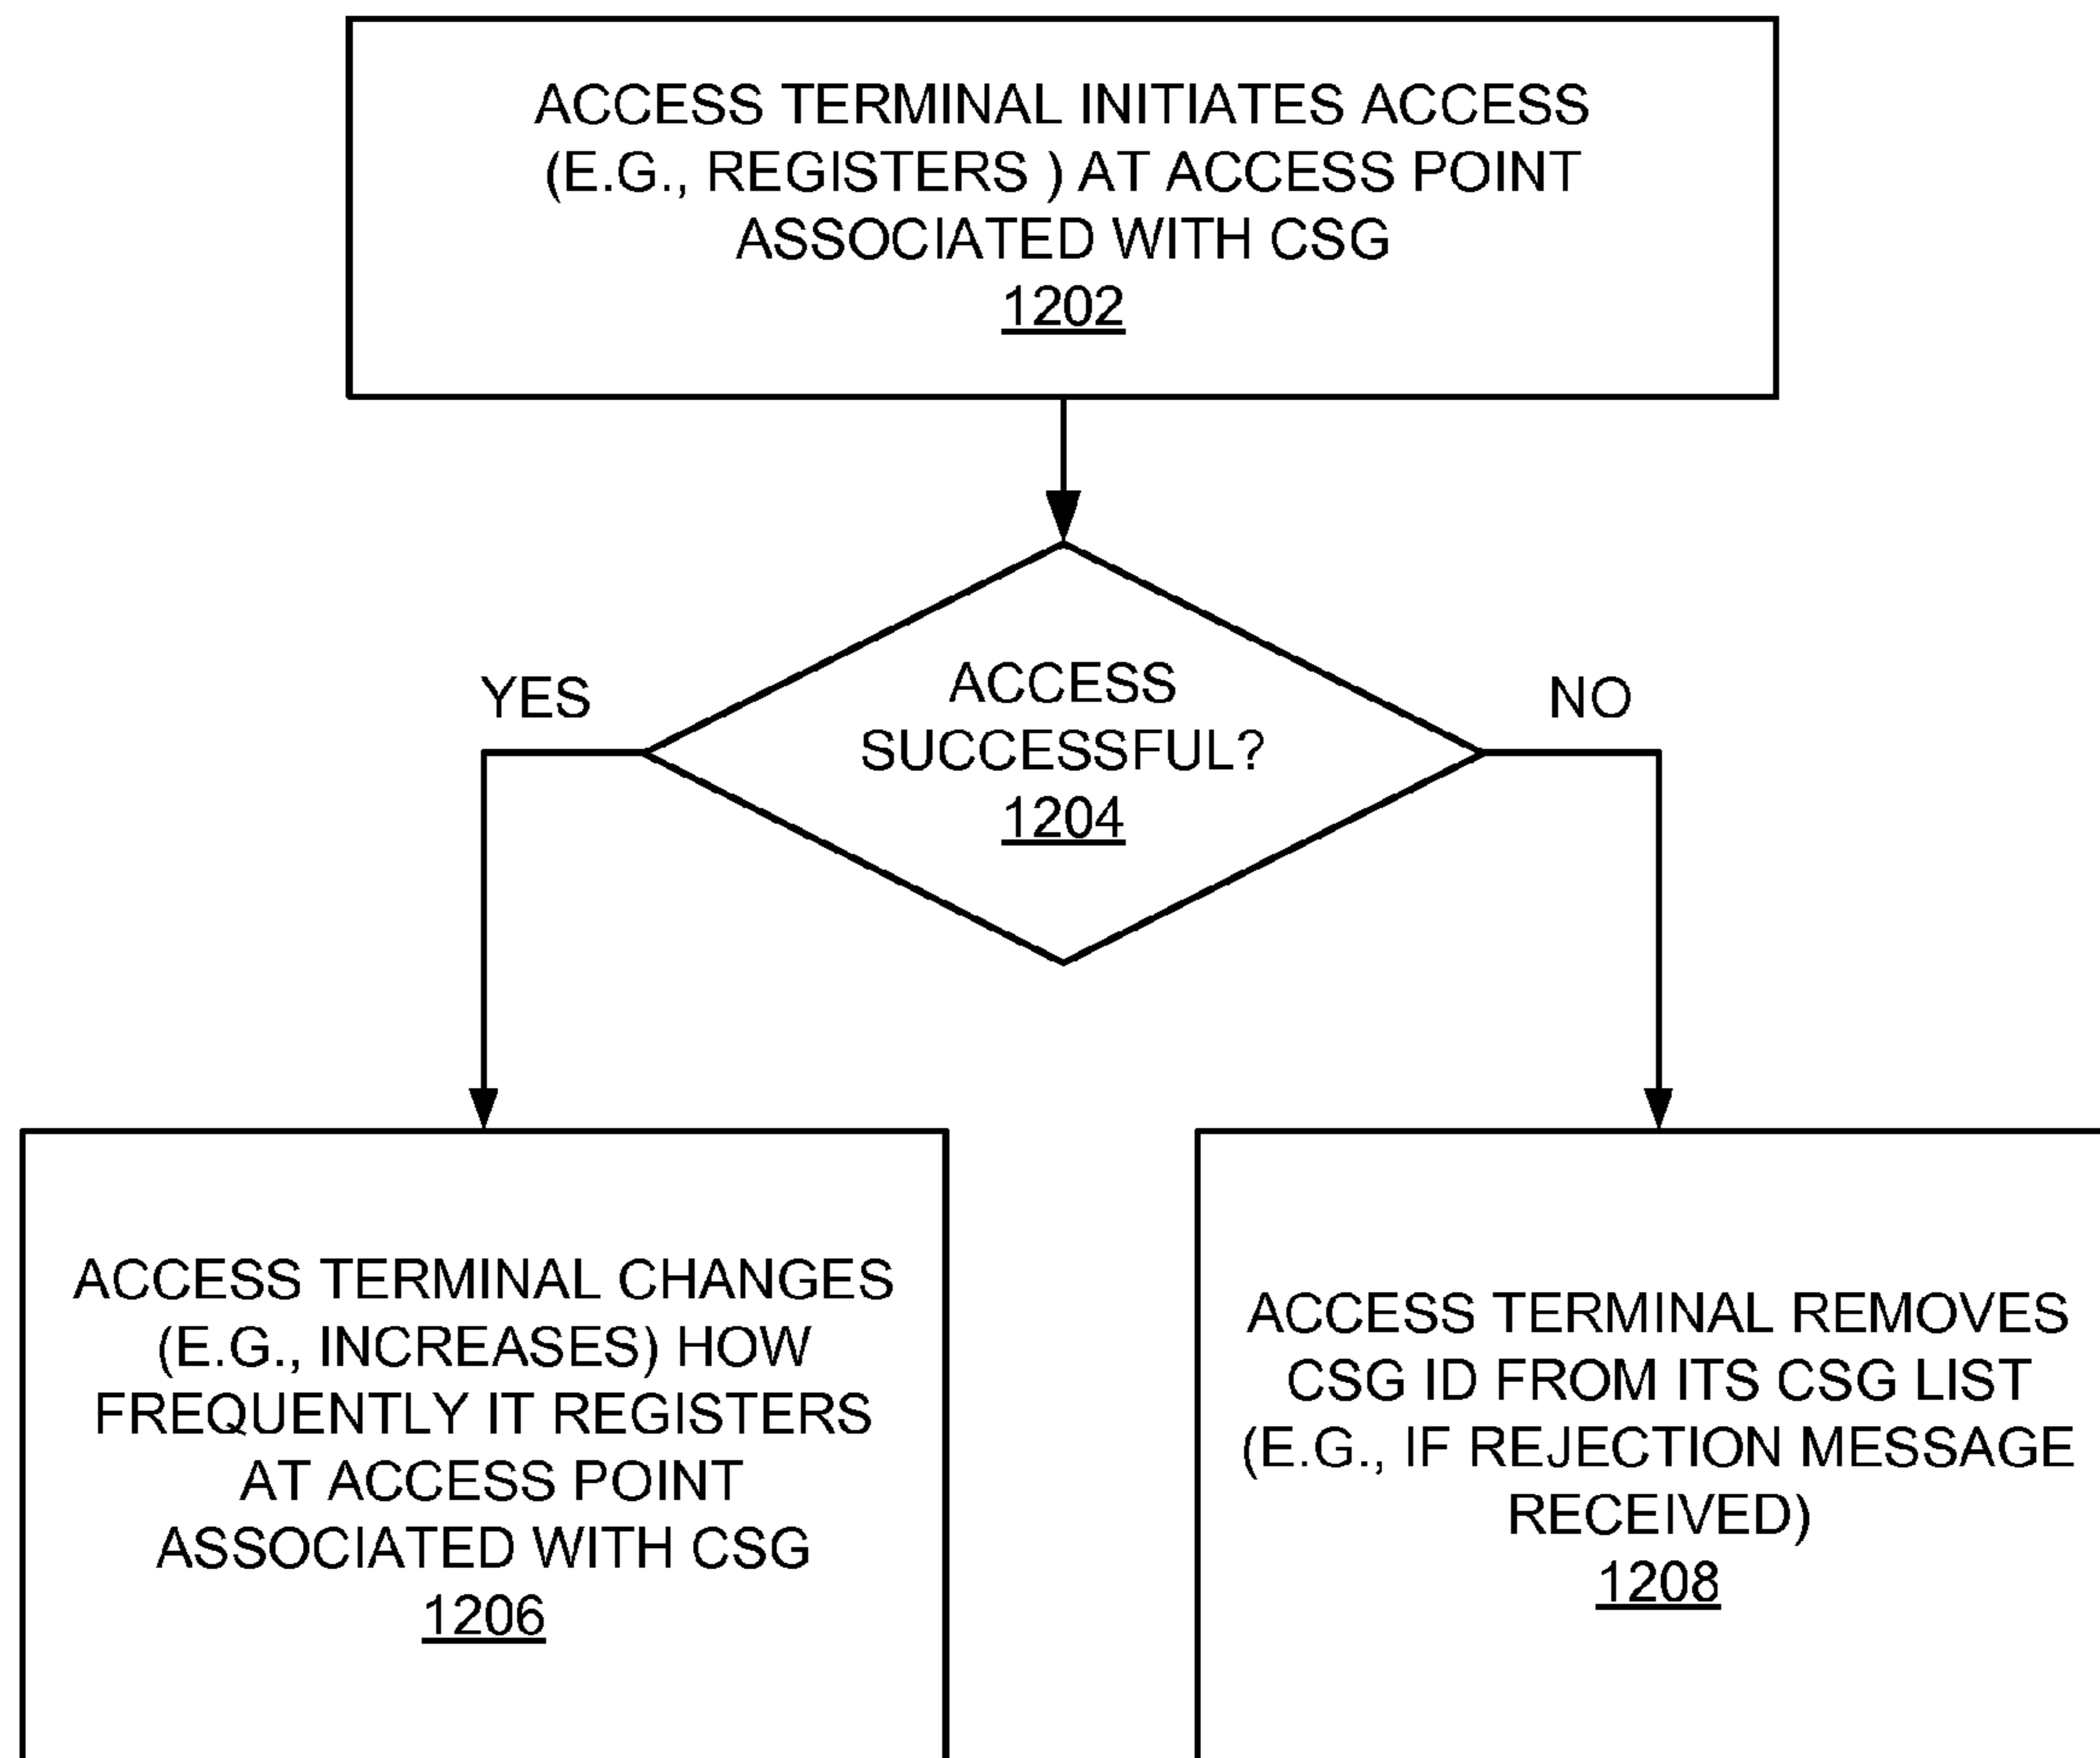 ACCESS TERMINAL INITIATES ACCESS
(E.G., REGISTERS ) AT ACCESS POINT
ASSOCIATED WITH CSG
1202
ACCESS
SUCCESSFUL?
1204
YES
NO
ACCESS TERMINAL CHANGES
(E.G., INCREASES) HOW
FREQUENTLY IT REGISTERS
AT ACCESS POINT
ASSOCIATED WITH CSG
1206
ACCESS TERMINAL REMOVES
CSG ID FROM ITS CSG LIST
(E.G., IF REJECTION MESSAGE
RECEIVED)
1208